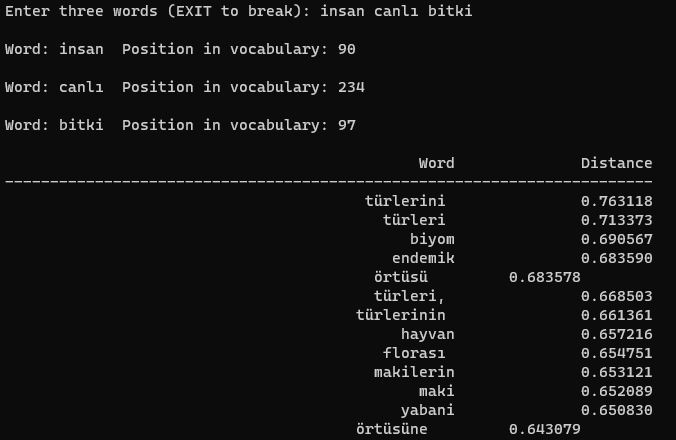 Enter three words (EXIT to break): insan canlı bitki
Word: insan  Position in vocabulary: 90
Word: canlı  Position in vocabulary: 234
Word: bitki  Position in vocabulary: 97
Word Distance
------------------------------------------------------------------------
türlerini 0.763118
türleri 0.713373
biyom 0.690567
endemik 0.683590
örtüsü 0.683578
türleri, 0.668503
türlerinin 0.661361
hayvan 0.657216
florası 0.654751
makilerin 0.653121
maki 0.652089
yabani 0.650830
örtüsüne 0.643079